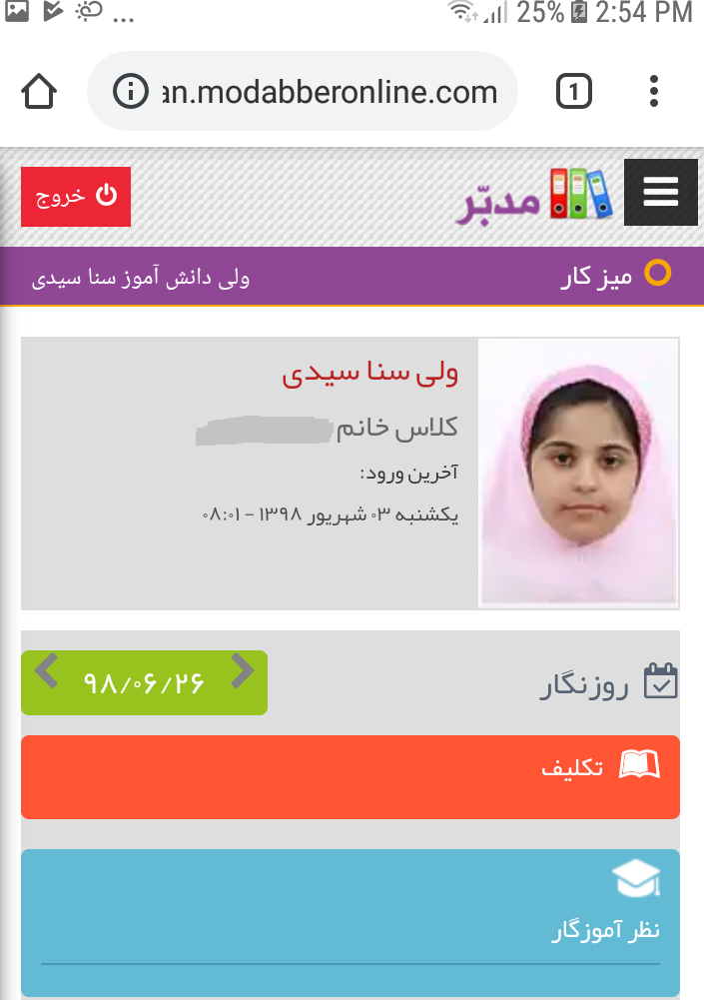 ... 25% 2:54 PM
an.modabberonline.com 1
مدبّر خروج
میز کار ولی دانش آموز سنا سیدی
ولی سنا سیدی
کلاس خانم
آخرین ورود:
یکشنبه ۰۳ شهریور ۱۳۹۸ - ۰۸:۰۱
روزنگار ۹۸/۰۶/۲۶
تکلیف
نظر آموزگار